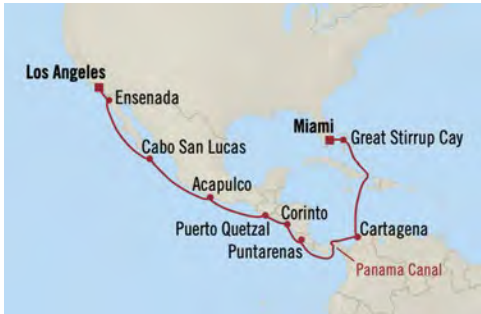 Los Angeles
Ensenada
Miami
Great Stirrup Cay
Cabo San Lucas
Acapulco
Puerto Quetzal
Corinto
Puntarenas
Cartagena
Panama Canal